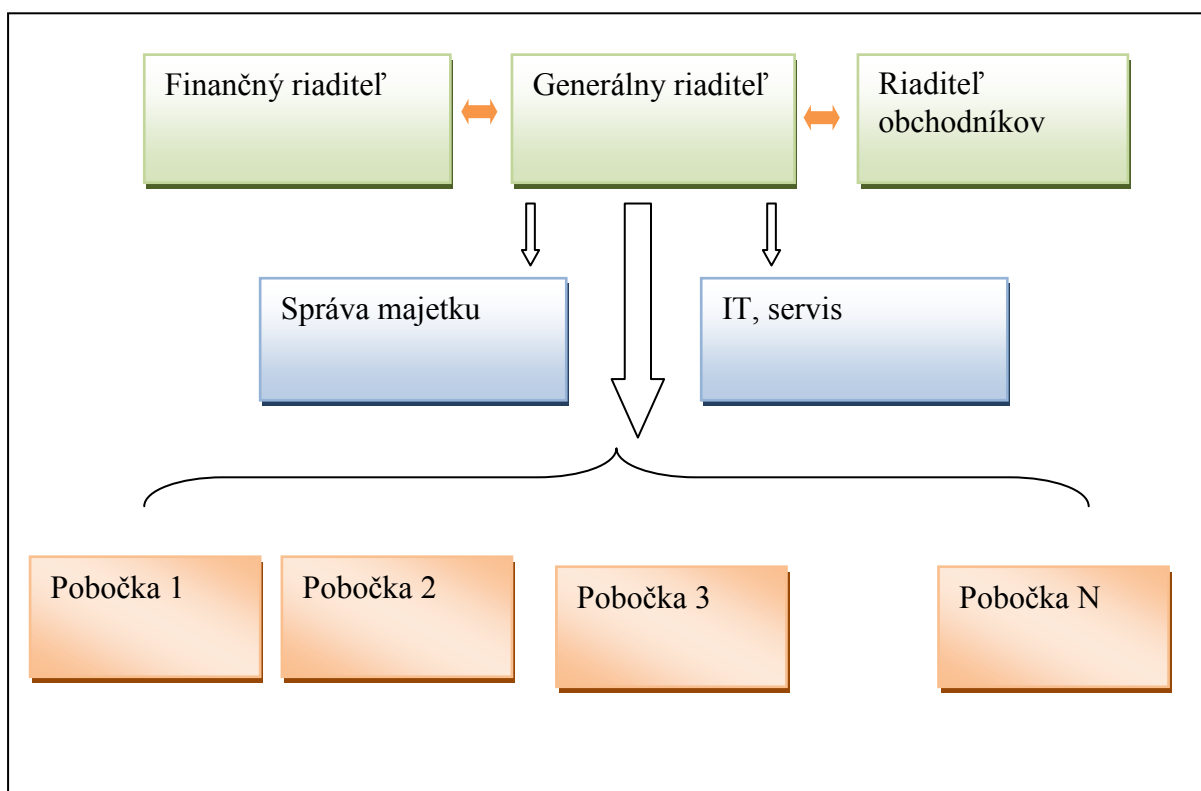 Finančný riaditeľ
Generálny riaditeľ
Riaditeľ
obchodníkov
Správa majetku
IT, servis
Pobočka 1
Pobočka 2
Pobočka 3
Pobočka N